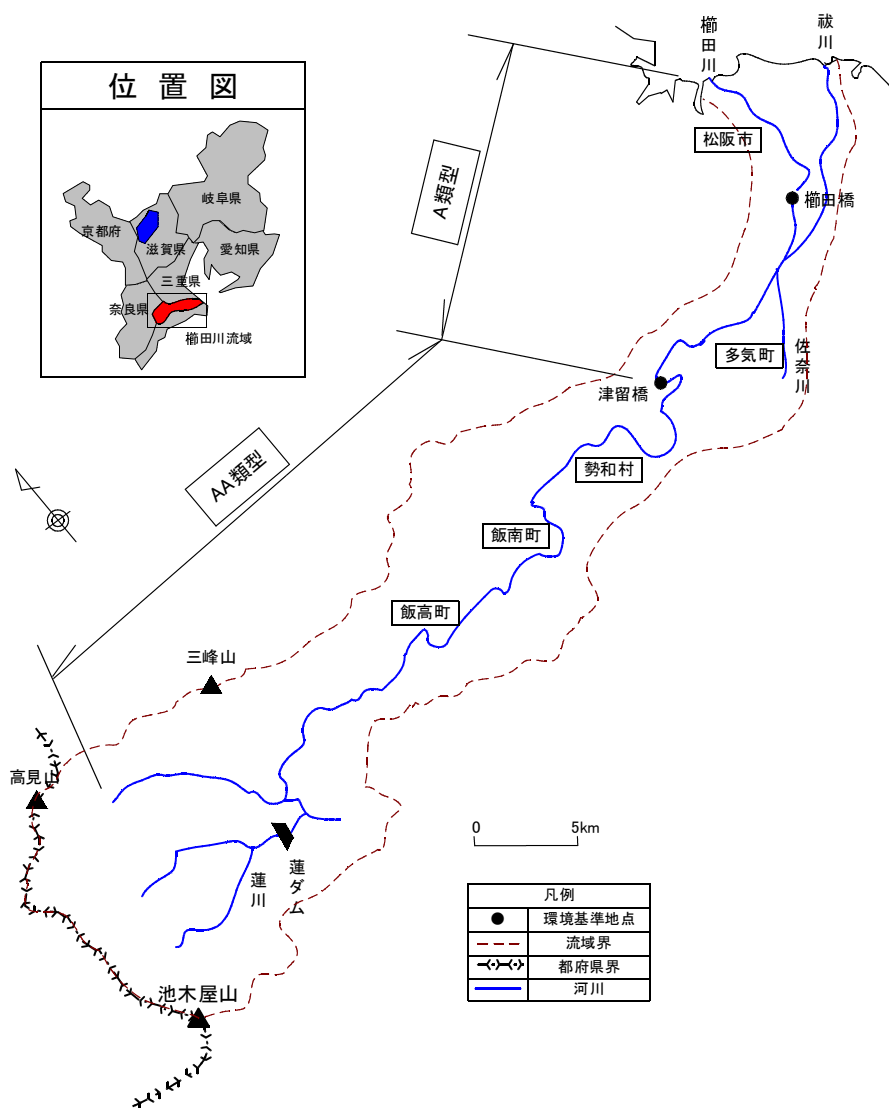 位置図
岐阜県
京都府
滋賀県
愛知県
三重県
奈良県
櫛田川流域
櫛田川
祓川
松阪市
櫛田橋
A類型
多気町
佐奈川
津留橋
勢和村
AA類型
飯南町
飯高町
三峰山
高見山
蓮ダム
蓮川
池木屋山
0 5km
凡例
環境基準地点
流域界
都府県界
河川